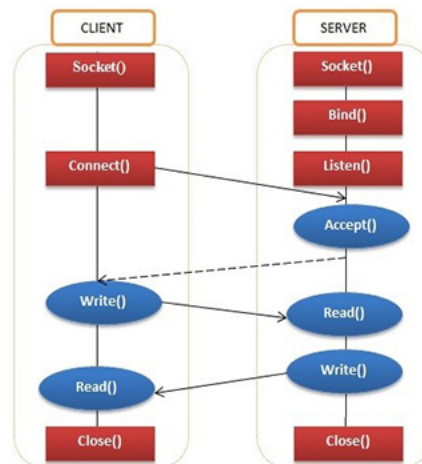 CLIENT
SERVER
Socket()
Socket()
Bind()
Connect()
Listen()
Accept()
Write()
Read()
Read()
Write()
Close()
Close()